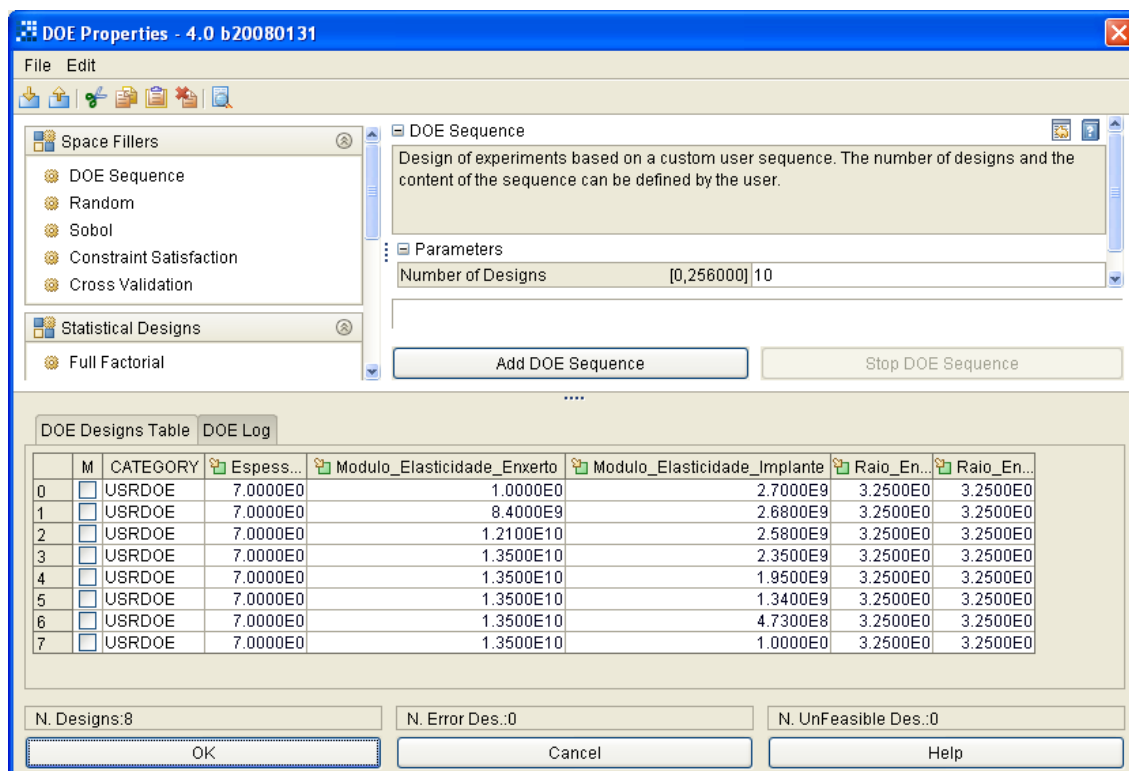 DOE Properties - 4.0 b20080131
File Edit
Space Fillers
DOE Sequence
Random
Sobol
Constraint Satisfaction
Cross Validation
Statistical Designs
Full Factorial
DOE Sequence
Design of experiments based on a custom user sequence. The number of designs and the
content of the sequence can be defined by the user.
Parameters
Number of Designs [0,256000] 10
Add DOE Sequence Stop DOE Sequence
DOE Designs Table DOE Log
M CATEGORY Espess... Modulo_Elasticidade_Enxerto Modulo_Elasticidade_Implante Raio_En... Raio_En...
0 USRDOE 7.0000E0 1.0000E0 2.7000E9 3.2500E0 3.2500E0
1 USRDOE 7.0000E0 8.4000E9 2.6800E9 3.2500E0 3.2500E0
2 USRDOE 7.0000E0 1.2100E10 2.5800E9 3.2500E0 3.2500E0
3 USRDOE 7.0000E0 1.3500E10 2.3500E9 3.2500E0 3.2500E0
4 USRDOE 7.0000E0 1.3500E10 1.9500E9 3.2500E0 3.2500E0
5 USRDOE 7.0000E0 1.3500E10 1.3400E9 3.2500E0 3.2500E0
6 USRDOE 7.0000E0 1.3500E10 4.7300E8 3.2500E0 3.2500E0
7 USRDOE 7.0000E0 1.3500E10 1.0000E0 3.2500E0 3.2500E0
N. Designs:8 N. Error Des.:0 N. UnFeasible Des.:0
OK Cancel Help